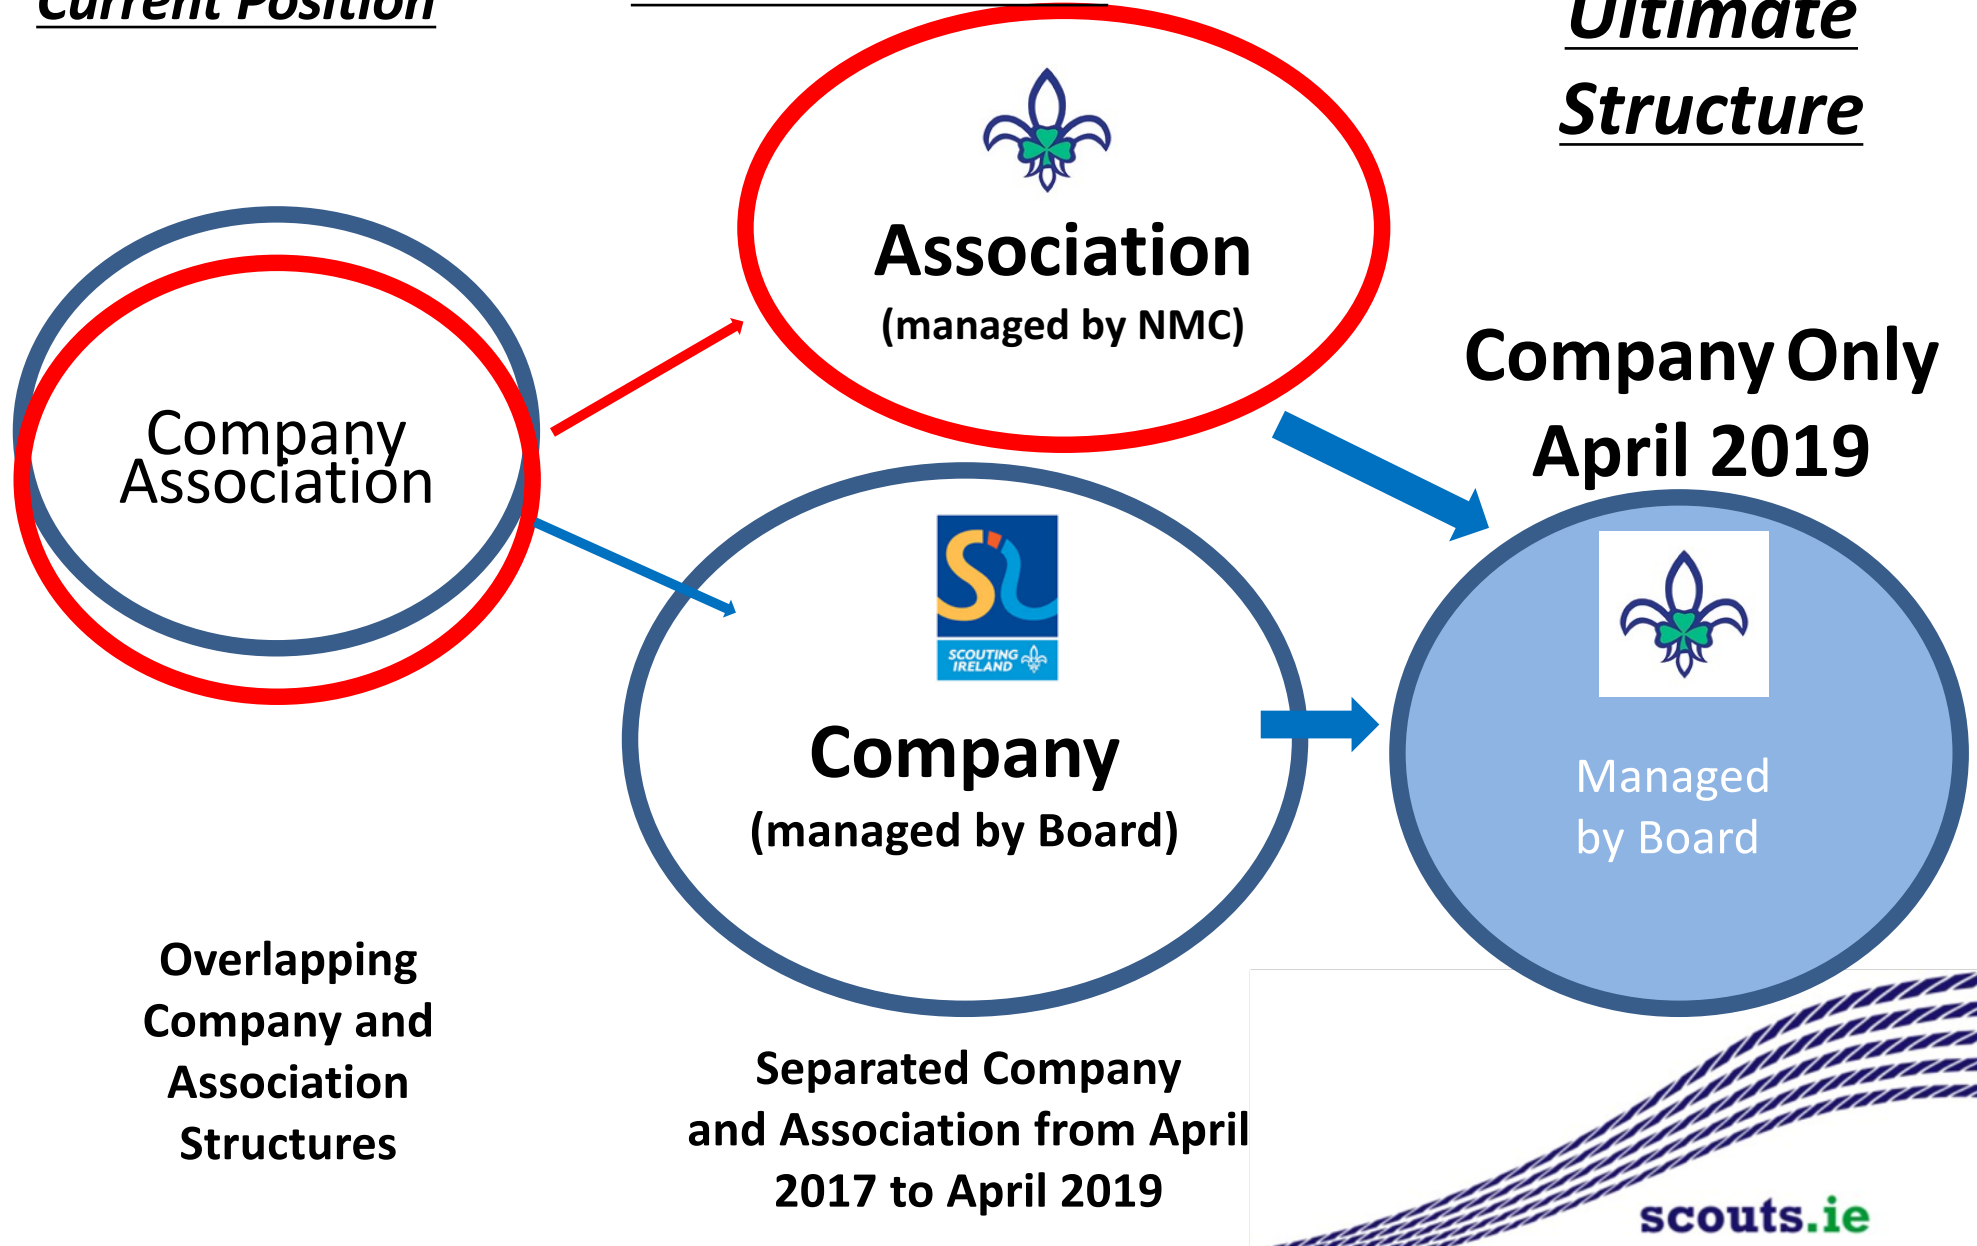 Current Position
Ultimate
Structure
Association
(managed by NMC)
Company
Association
Company Only
April 2019
SCOUTING
IRELAND
Company
(managed by Board)
Managed
by Board
Overlapping
Company and
Association
Structures
Separated Company
and Association from April
2017 to April 2019
scouts.ie